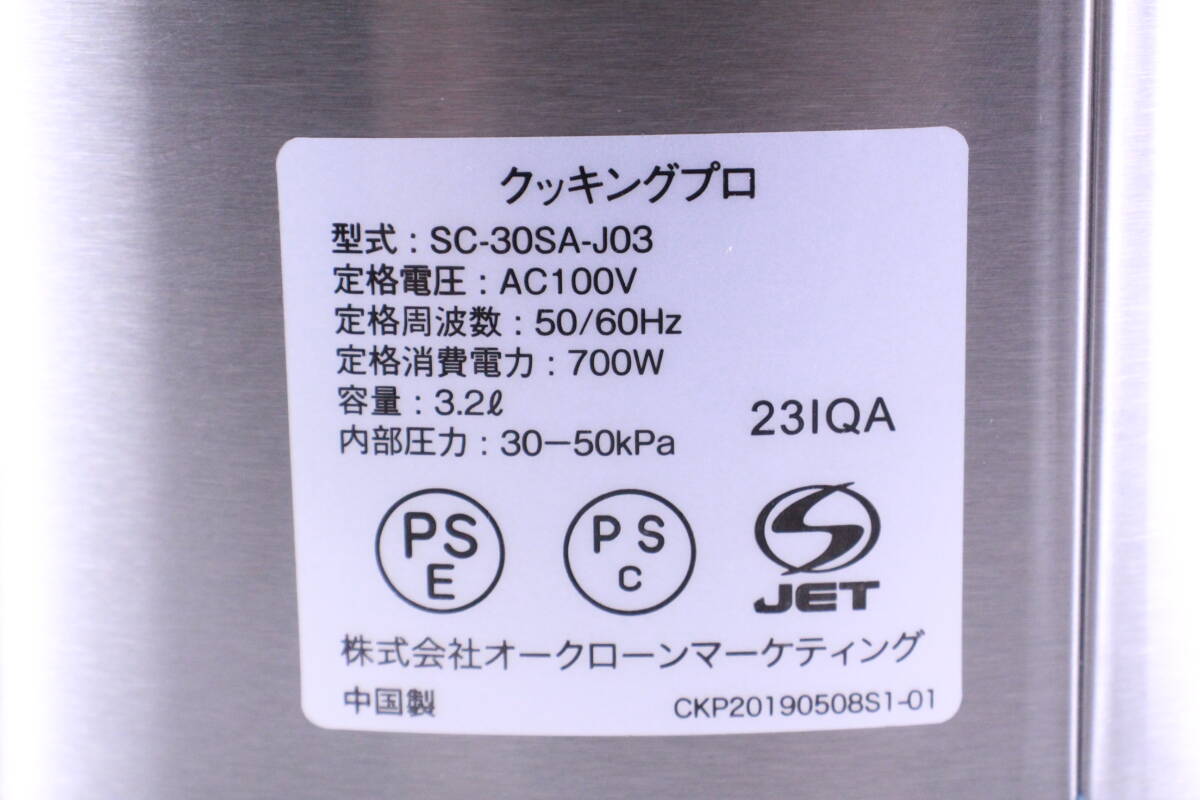 クッキングプロ
型式：SC-30SA-J03
定格電圧：AC100V
定格周波数：50/60Hz
定格消費電力：700W
容量：3.2ℓ
内部圧力：30－50kPa
23IQA
PS
E
PS
C
JET
株式会社オークローンマーケティング
中国製
CKP20190508S1-01